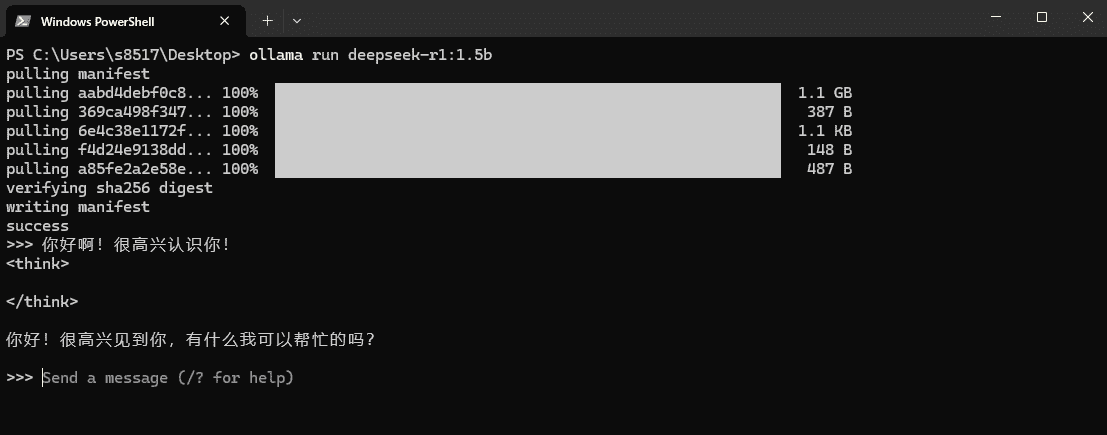 Windows PowerShell
PS C:\Users\s8517\Desktop> ollama run deepseek-r1:1.5b
pulling manifest
pulling aabd4debf0c8... 100% 1.1 GB
pulling 369ca498f347... 100% 387 B
pulling 6e4c38e1172f... 100% 1.1 KB
pulling f4d24e9138dd... 100% 148 B
pulling a85fe2a2e58e... 100% 487 B
verifying sha256 digest
writing manifest
success
>>> 你好啊！很高兴认识你！
<think>
</think>
你好！很高兴见到你，有什么我可以帮忙的吗？
>>> Send a message (/? for help)